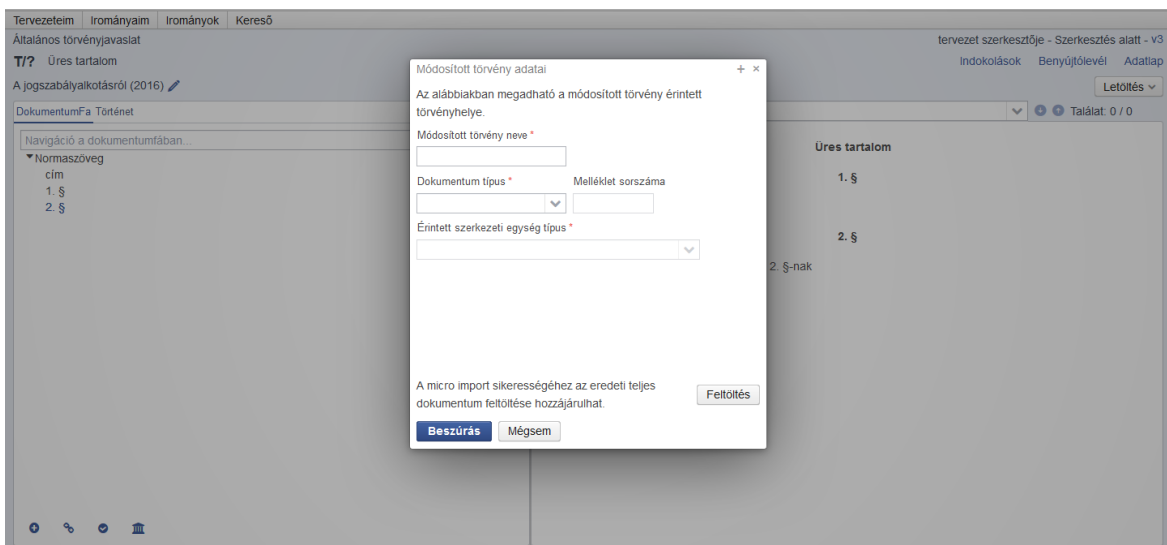 Tervezeteim Irományaim Irományok Kereső
Általános törvényjavaslat
tervezet szerkesztője - Szerkesztés alatt - v3
T/? Üres tartalom
Indokolások Benyújtólevél Adatlap
A jogszabályalkotásról (2016)
Letöltés
DokumentumFa Történet
Találat: 0 / 0
Navigáció a dokumentumfában...
Normaszöveg
cím
1. §
2. §
Módosított törvény adatai
Az alábbiakban megadható a módosított törvény érintett
törvényhelye.
Módosított törvény neve *
Dokumentum típus * Melléklet sorszáma
Érintett szerkezeti egység típus *
A micro import sikerességéhez az eredeti teljes
dokumentum feltöltése hozzájárulhat.
Feltöltés
Beszúrás Mégsem
Üres tartalom
1. §
2. §
2. §-nak